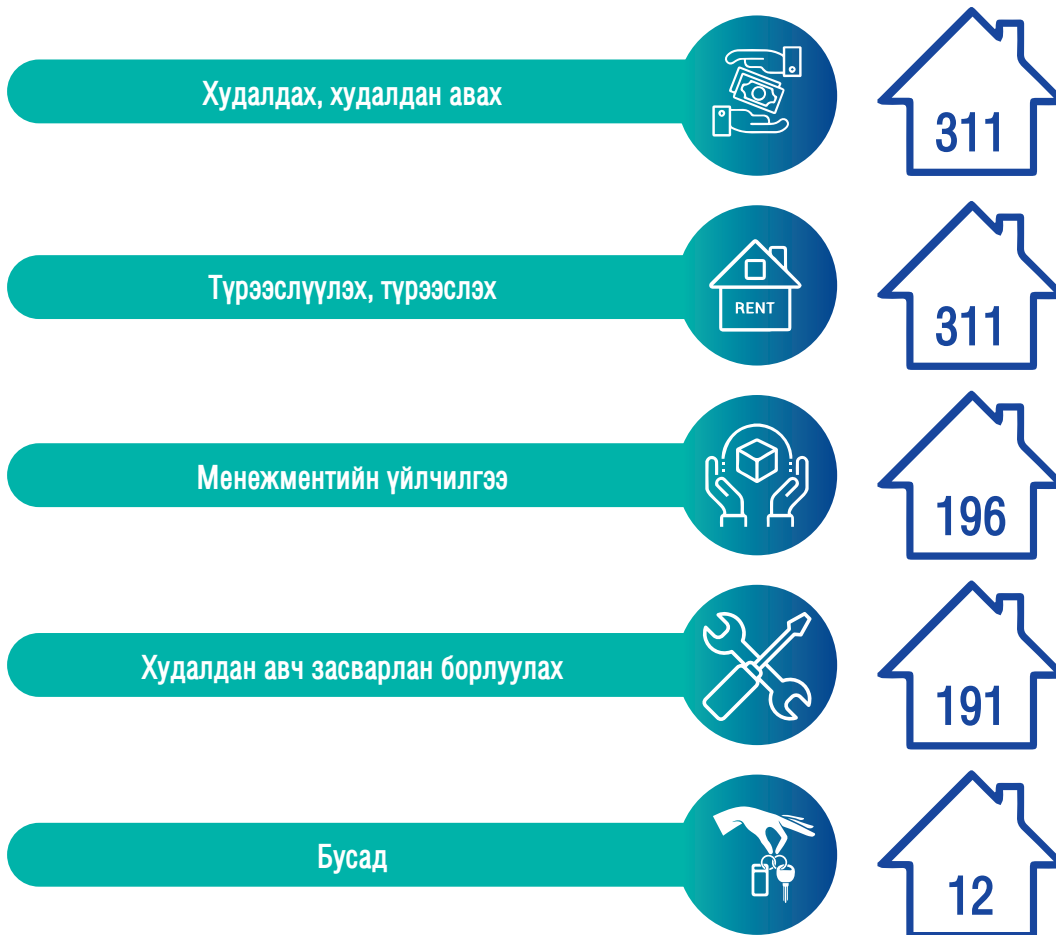 Худалдах, худалдан авах
311
Түрээслүүлэх, түрээслэх
RENT
311
Менежментийн үйлчилгээ
196
Худалдан авч засварлан борлуулах
191
Бусад
12